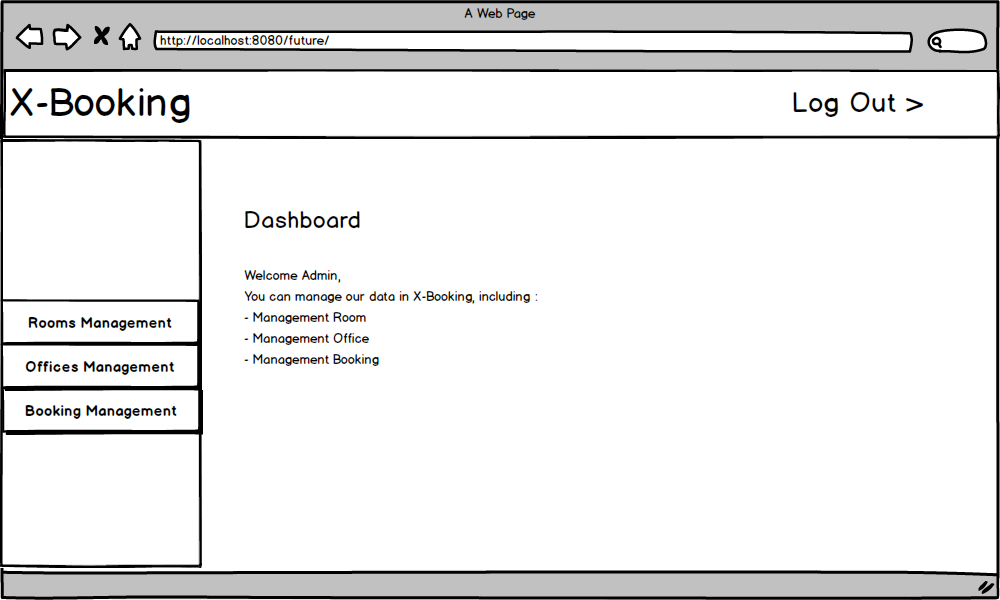 A Web Page
http://localhost:8080/future/
X-Booking
Log Out >
Dashboard
Welcome Admin,
You can manage our data in X-Booking, including :
- Management Room
- Management Office
- Management Booking
Rooms Management
Offices Management
Booking Management